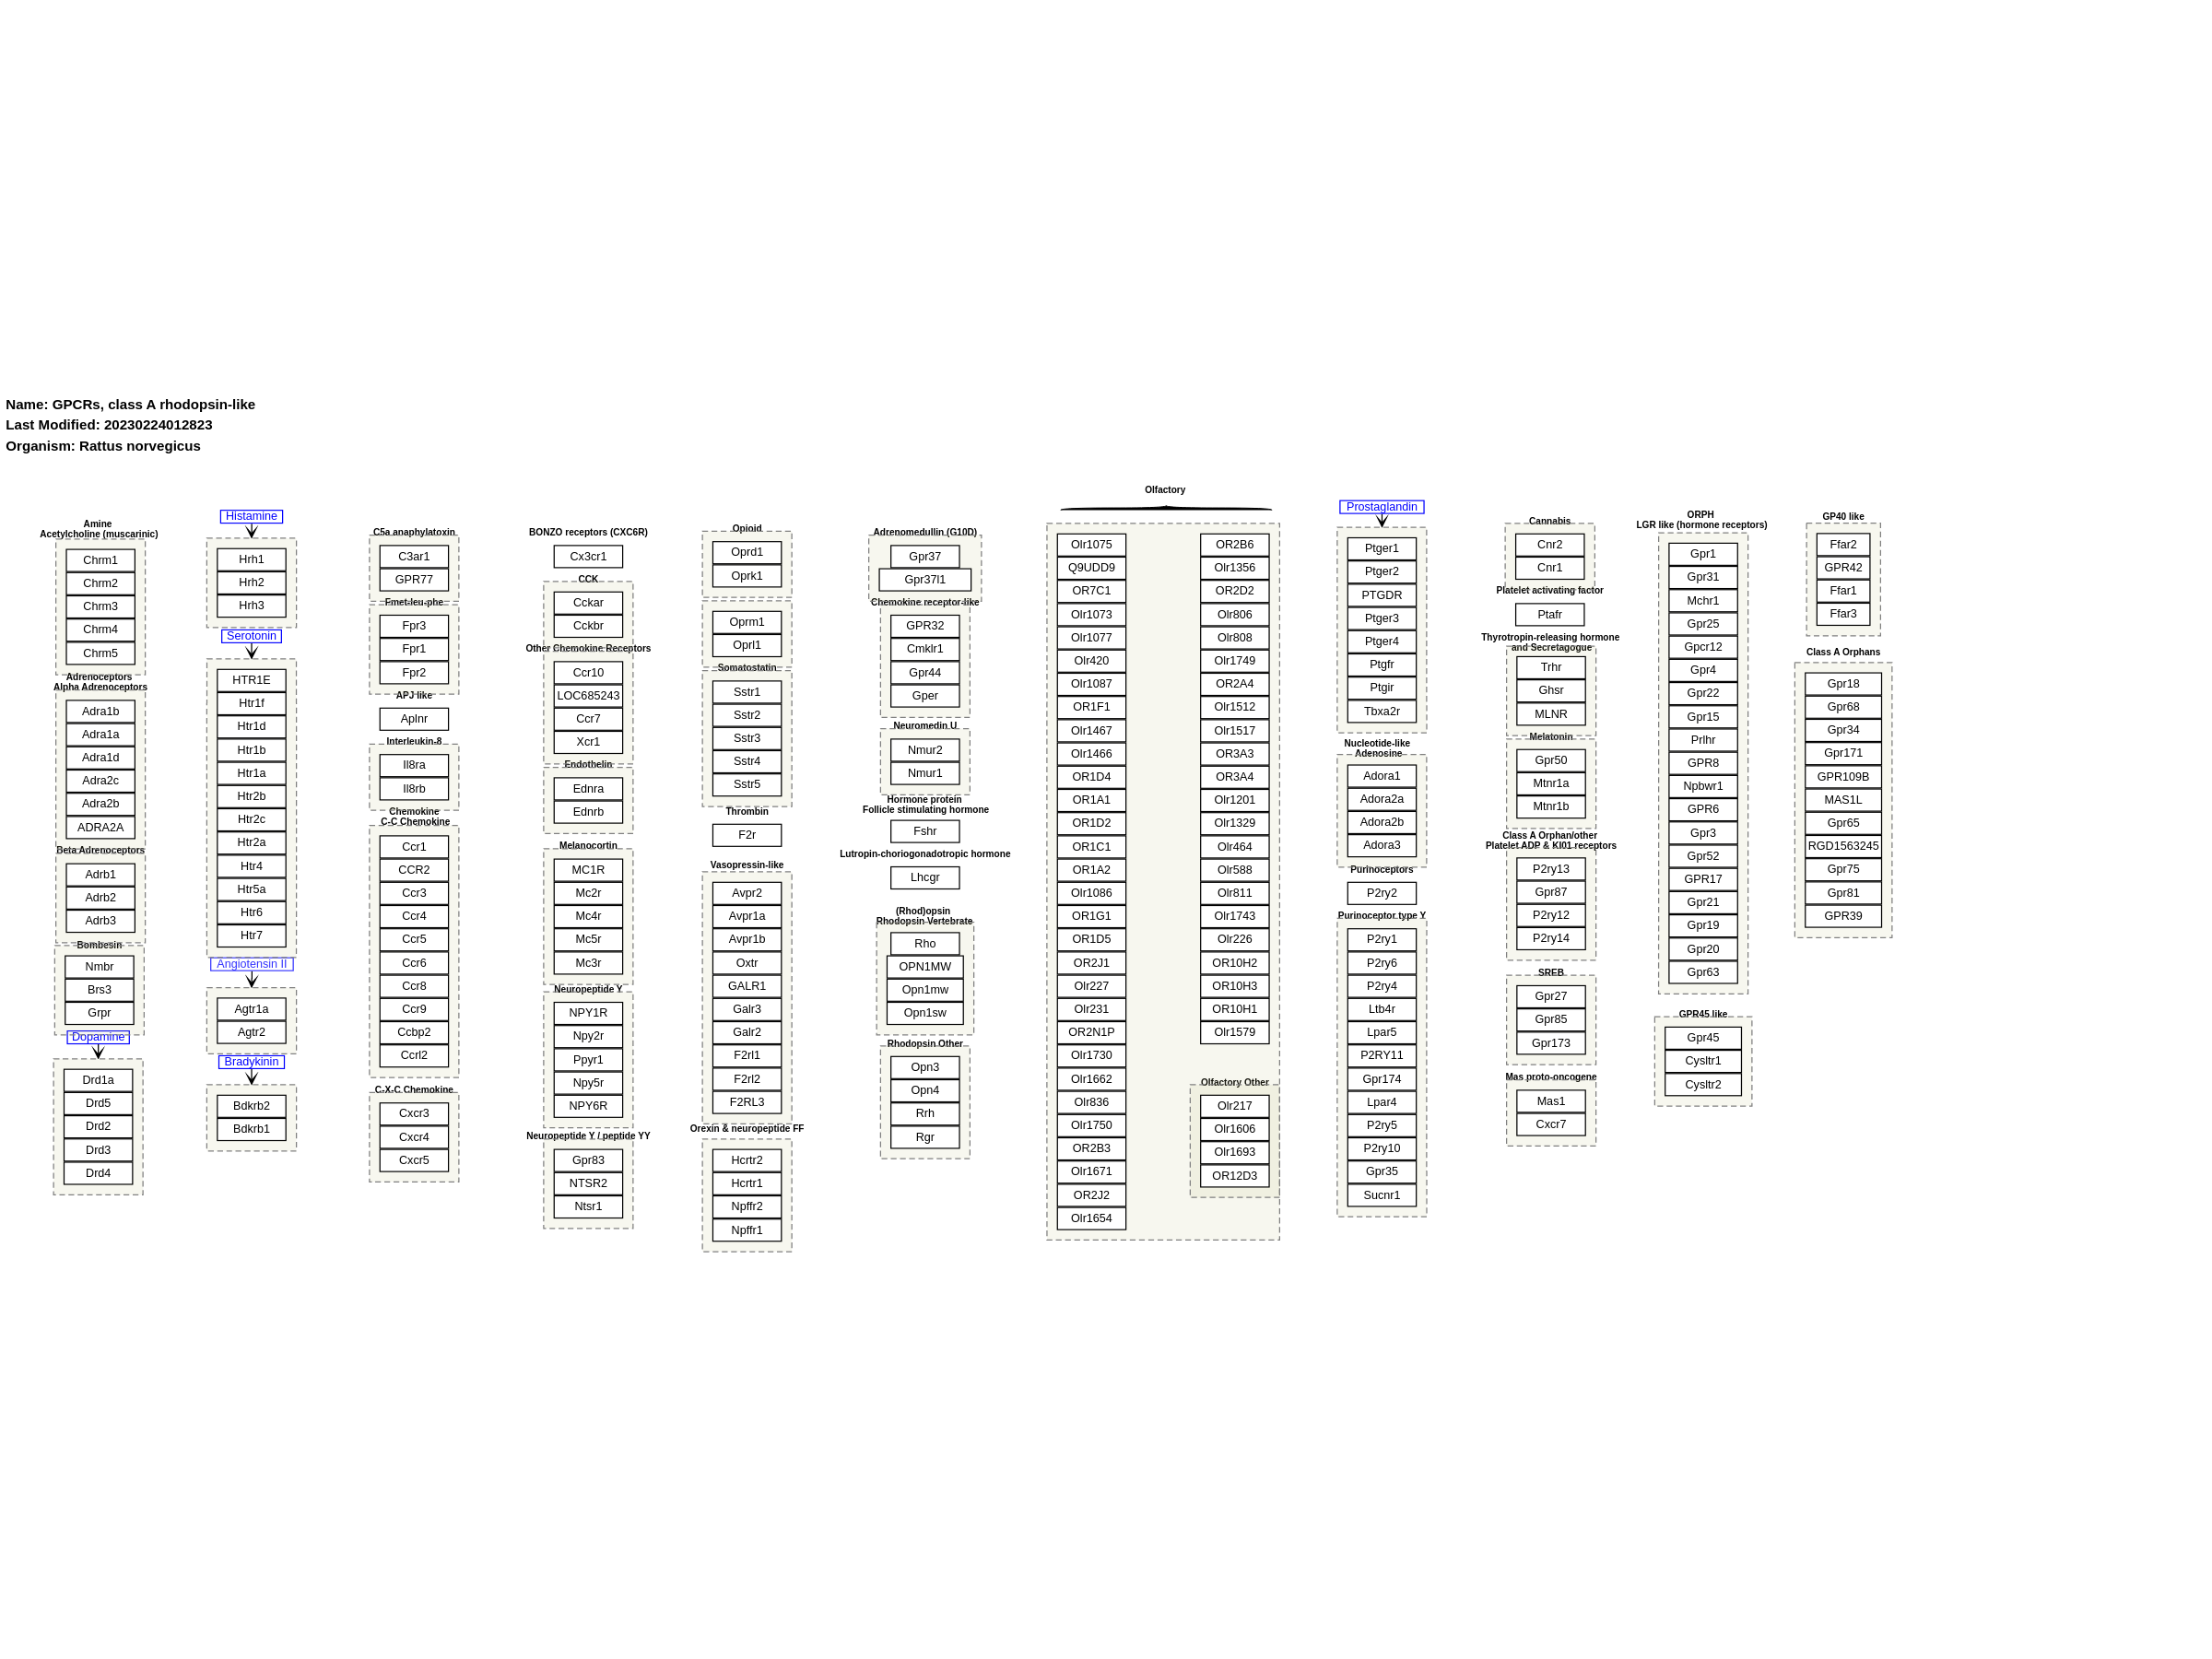 Name: GPCRs, class A rhodopsin-like
Last Modified: 20230224012823
Organism: Rattus norvegicus
Amine
Acetylcholine (muscarinic)
Chrm1
Chrm2
Chrm3
Chrm4
Chrm5
Adrenoceptors
Alpha Adrenoceptors
Adra1b
Adra1a
Adra1d
Adra2c
Adra2b
ADRA2A
Beta Adrenoceptors
Adrb1
Adrb2
Adrb3
Bombesin
Nmbr
Brs3
Grpr
Dopamine
Drd1a
Drd5
Drd2
Drd3
Drd4
Histamine
Hrh1
Hrh2
Hrh3
Serotonin
HTR1E
Htr1f
Htr1d
Htr1b
Htr1a
Htr2b
Htr2c
Htr2a
Htr4
Htr5a
Htr6
Htr7
Angiotensin II
Agtr1a
Agtr2
Bradykinin
Bdkrb2
Bdkrb1
C5a anaphylatoxin
C3ar1
GPR77
Fmet-leu-phe
Fpr3
Fpr1
Fpr2
APJ like
Aplnr
Interleukin-8
Il8ra
Il8rb
Chemokine
C-C Chemokine
Ccr1
CCR2
Ccr3
Ccr4
Ccr5
Ccr6
Ccr8
Ccr9
Ccbp2
Ccrl2
C-X-C Chemokine
Cxcr3
Cxcr4
Cxcr5
BONZO receptors (CXC6R)
Cx3cr1
CCK
Cckar
Cckbr
Other Chemokine Receptors
Ccr10
LOC685243
Ccr7
Xcr1
Endothelin
Ednra
Ednrb
Melanocortin
MC1R
Mc2r
Mc4r
Mc5r
Mc3r
Neuropeptide Y
NPY1R
Npy2r
Ppyr1
Npy5r
NPY6R
Neuropeptide Y / peptide YY
Gpr83
NTSR2
Ntsr1
Opioid
Oprd1
Oprk1
Oprm1
Oprl1
Somatostatin
Sstr1
Sstr2
Sstr3
Sstr4
Sstr5
Thrombin
F2r
Vasopressin-like
Avpr2
Avpr1a
Avpr1b
Oxtr
GALR1
Galr3
Galr2
F2rl1
F2rl2
F2RL3
Orexin & neuropeptide FF
Hcrtr2
Hcrtr1
Npffr2
Npffr1
Adrenomedullin (G10D)
Gpr37
Gpr37l1
Chemokine receptor-like
GPR32
Cmklr1
Gpr44
Gper
Neuromedin U
Nmur2
Nmur1
Hormone protein
Follicle stimulating hormone
Fshr
Lutropin-choriogonadotropic hormone
Lhcgr
(Rhod)opsin
Rhodopsin Vertebrate
Rho
OPN1MW
Opn1mw
Opn1sw
Rhodopsin Other
Opn3
Opn4
Rrh
Rgr
Olfactory
Olr1075
Q9UDD9
OR7C1
Olr1073
Olr1077
Olr420
Olr1087
OR1F1
Olr1467
Olr1466
OR1D4
OR1A1
OR1D2
OR1C1
OR1A2
Olr1086
OR1G1
OR1D5
OR2J1
Olr227
Olr231
OR2N1P
Olr1730
Olr1662
Olr836
Olr1750
OR2B3
Olr1671
OR2J2
Olr1654
OR2B6
Olr1356
OR2D2
Olr806
Olr808
Olr1749
OR2A4
Olr1512
Olr1517
OR3A3
OR3A4
Olr1201
Olr1329
Olr464
Olr588
Olr811
Olr1743
Olr226
OR10H2
OR10H3
OR10H1
Olr1579
Olfactory Other
Olr217
Olr1606
Olr1693
OR12D3
Prostaglandin
Ptger1
Ptger2
PTGDR
Ptger3
Ptger4
Ptgfr
Ptgir
Tbxa2r
Nucleotide-like
Adenosine
Adora1
Adora2a
Adora2b
Adora3
Purinoceptors
P2ry2
Purinoceptor type Y
P2ry1
P2ry6
P2ry4
Ltb4r
Lpar5
P2RY11
Gpr174
Lpar4
P2ry5
P2ry10
Gpr35
Sucnr1
Cannabis
Cnr2
Cnr1
Platelet activating factor
Ptafr
Thyrotropin-releasing hormone
and Secretagogue
Trhr
Ghsr
MLNR
Melatonin
Gpr50
Mtnr1a
Mtnr1b
Class A Orphan/other
Platelet ADP & KI01 receptors
P2ry13
Gpr87
P2ry12
P2ry14
SREB
Gpr27
Gpr85
Gpr173
Mas proto-oncogene
Mas1
Cxcr7
ORPH
LGR like (hormone receptors)
Gpr1
Gpr31
Mchr1
Gpr25
Gpcr12
Gpr4
Gpr22
Gpr15
Prlhr
GPR8
Npbwr1
GPR6
Gpr3
Gpr52
GPR17
Gpr21
Gpr19
Gpr20
Gpr63
GPR45 like
Gpr45
Cysltr1
Cysltr2
GP40 like
Ffar2
GPR42
Ffar1
Ffar3
Class A Orphans
Gpr18
Gpr68
Gpr34
Gpr171
GPR109B
MAS1L
Gpr65
RGD1563245
Gpr75
Gpr81
GPR39